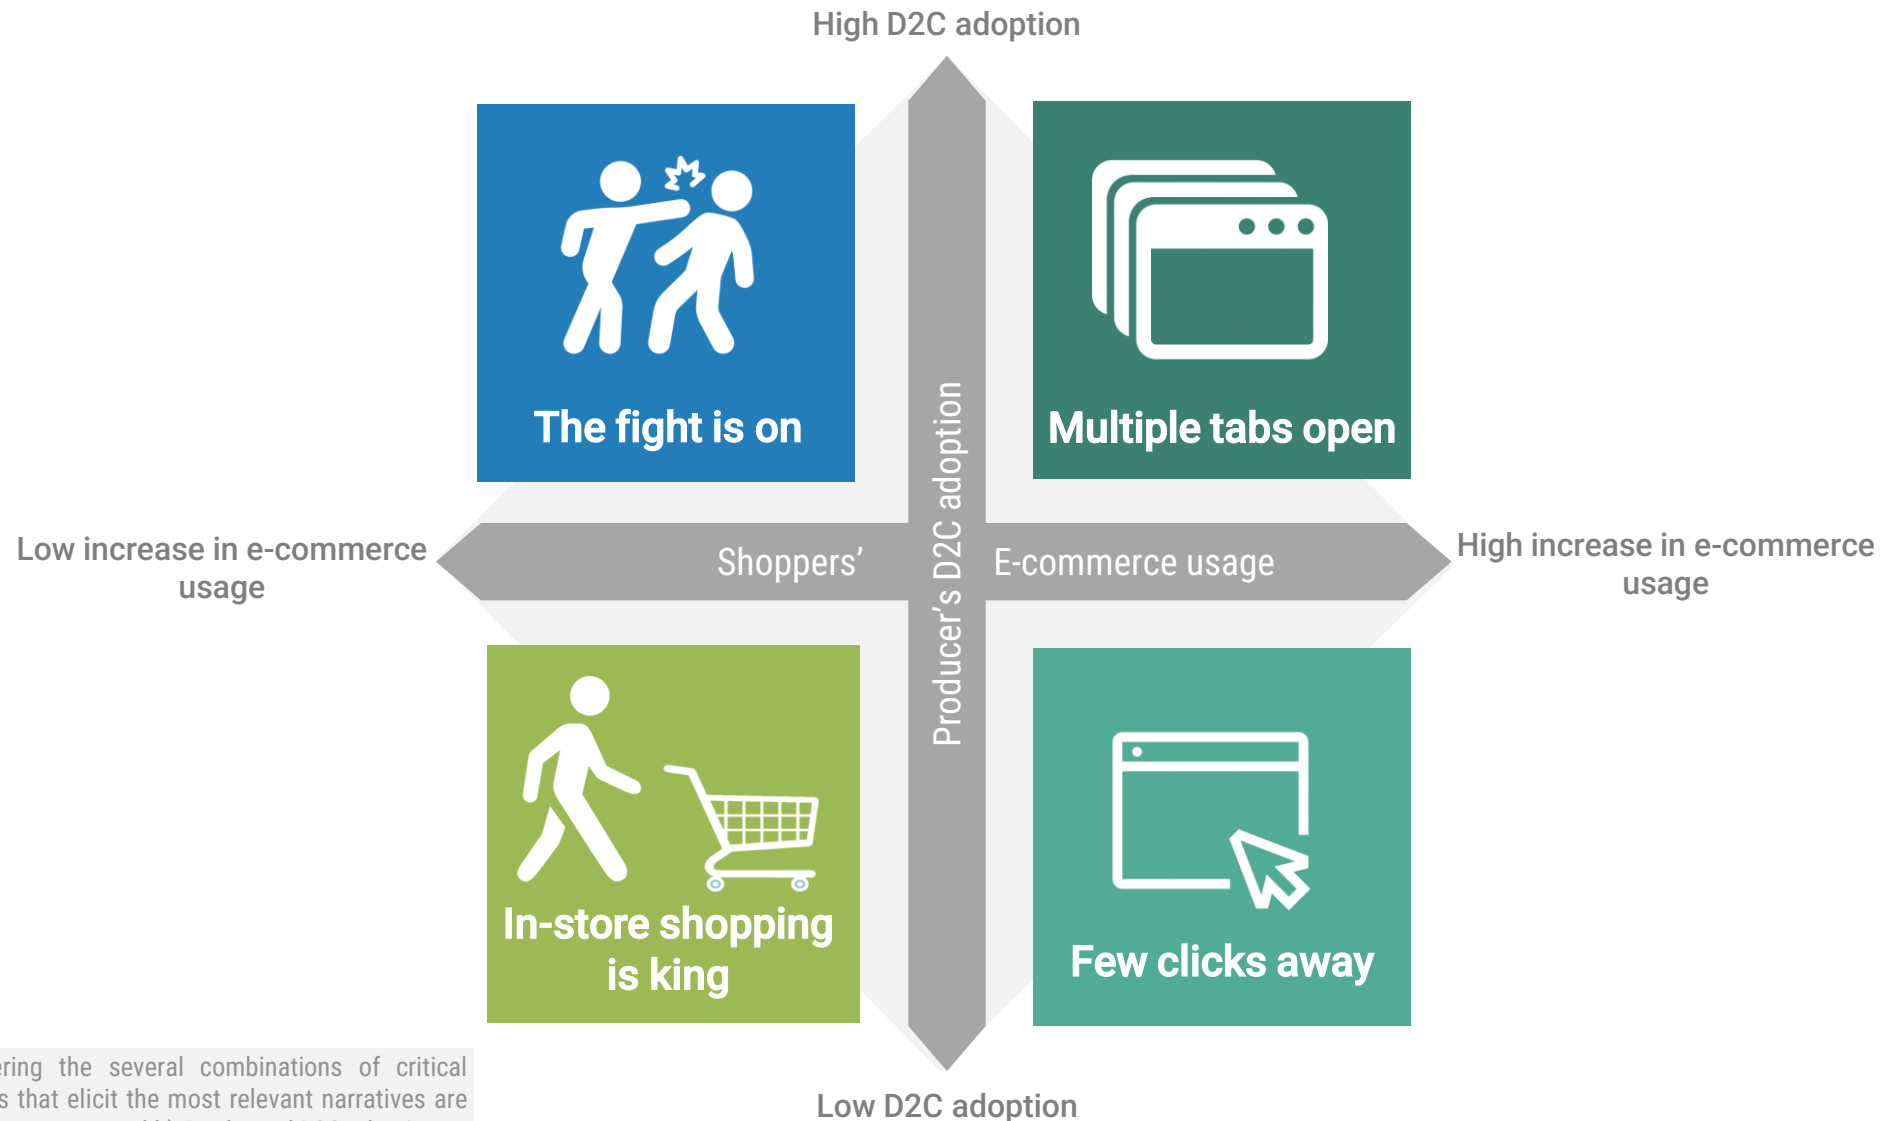 High D2C adoption
The fight is on
Multiple tabs open
Producer's D2C adoption
Low increase in e-commerce
usage
Shoppers’
E-commerce usage
High increase in e-commerce
usage
In-store shopping
is king
Few clicks away
the several combinations of critical
that elicit the most relevant narratives are
Low D2C adoption